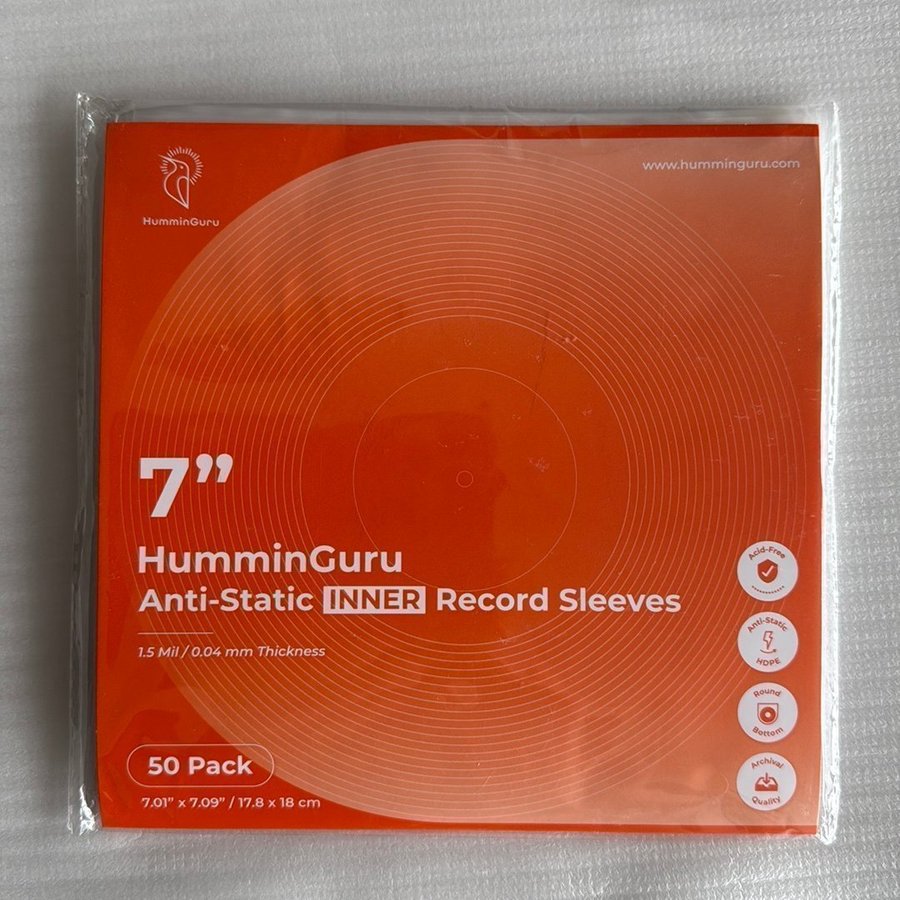 HumminGuru
www.humminguru.com
7”
HumminGuru
Anti-Static INNER Record Sleeves
1.5 Mil / 0.04 mm Thickness
50 Pack
7.01” x 7.09” / 17.8 x 18 cm
Acid-Free
Anti-Static
HDPE
Round
Bottom
Archival
Quality